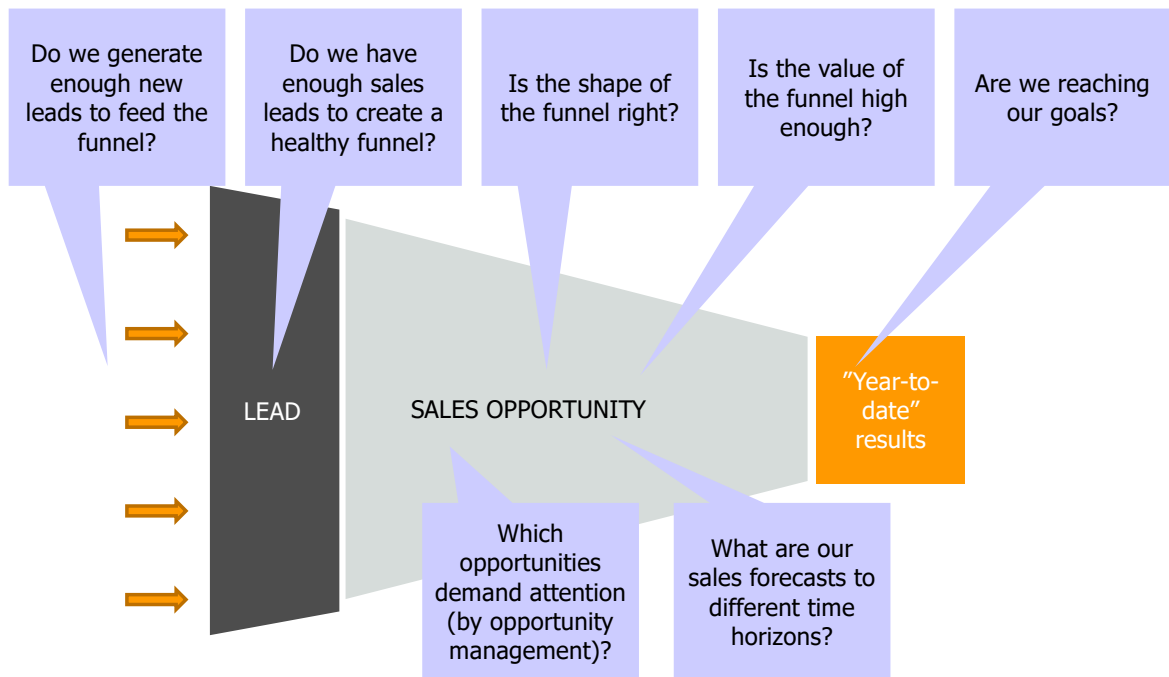 Do we generate
enough new
leads to feed the
funnel?
Do we have
enough sales
leads to create a
healthy funnel?
Is the shape of
the funnel right?
Is the value of
the funnel high
enough?
Are we reaching
our goals?
LEAD
SALES OPPORTUNITY
”Year-to-
date”
results
Which
opportunities
demand attention
(by opportunity
management)?
What are our
sales forecasts to
different time
horizons?